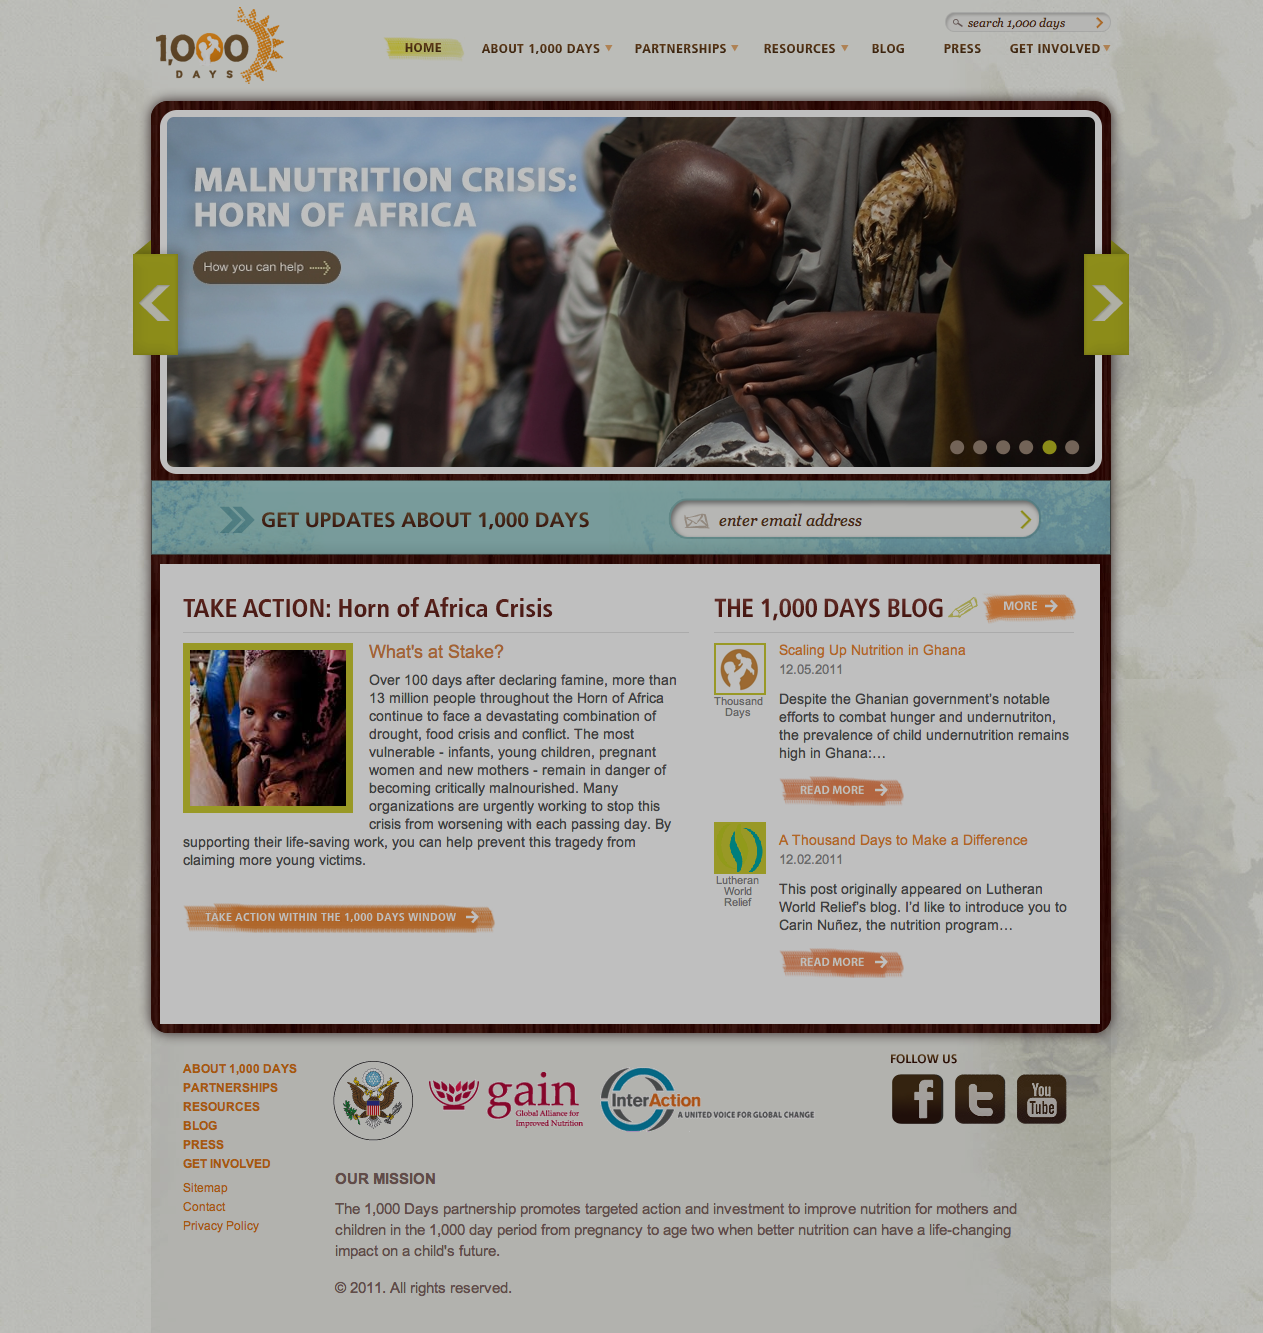 1,000
DAYS
search 1,000 days
HOME
ABOUT 1,000 DAYS
PARTNERSHIPS
RESOURCES
BLOG
PRESS
GET INVOLVED
MALNUTRITION CRISIS:
HORN OF AFRICA
How you can help
GET UPDATES ABOUT 1,000 DAYS
enter email address
TAKE ACTION: Horn of Africa Crisis
What's at Stake?
Over 100 days after declaring famine, more than
13 million people throughout the Horn of Africa
continue to face a devastating combination of
drought, food crisis and conflict. The most
vulnerable - infants, young children, pregnant
women and new mothers - remain in danger of
becoming critically malnourished. Many
organizations are urgently working to stop this
crisis from worsening with each passing day. By
supporting their life-saving work, you can help prevent this tragedy from
claiming more young victims.
TAKE ACTION WITHIN THE 1,000 DAYS WINDOW
THE 1,000 DAYS BLOG
MORE
Thousand
Days
Scaling Up Nutrition in Ghana
12.05.2011
Despite the Ghanian government's notable
efforts to combat hunger and undernutriton,
the prevalence of child undernutrition remains
high in Ghana:...
READ MORE
Lutheran
World
Relief
A Thousand Days to Make a Difference
12.02.2011
This post originally appeared on Lutheran
World Relief's blog. I'd like to introduce you to
Carin Nuñez, the nutrition program...
READ MORE
ABOUT 1,000 DAYS
PARTNERSHIPS
RESOURCES
BLOG
PRESS
GET INVOLVED
Sitemap
Contact
Privacy Policy
gain
Global Alliance for
Improved Nutrition
InterAction
A UNITED VOICE FOR GLOBAL CHANGE
FOLLOW US
f
t
You
Tube
OUR MISSION
The 1,000 Days partnership promotes targeted action and investment to improve nutrition for mothers and
children in the 1,000 day period from pregnancy to age two when better nutrition can have a life-changing
impact on a child's future.
© 2011. All rights reserved.